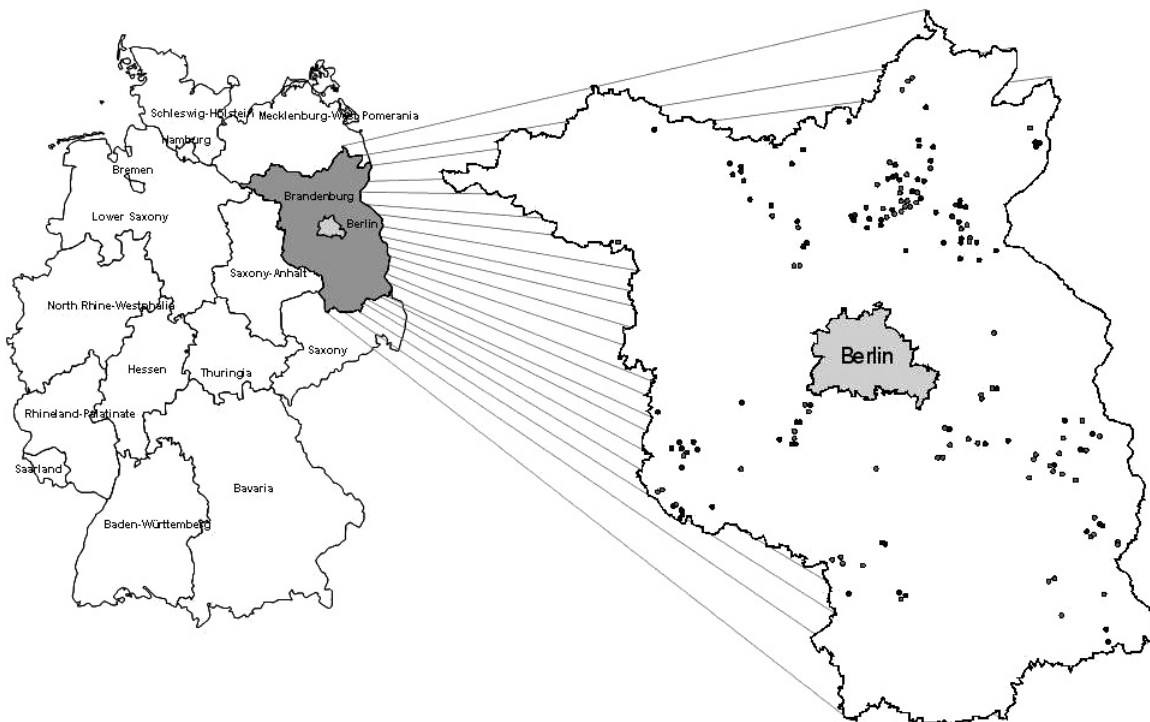 Schleswig-Holstein
Mecklenburg-West Pomerania
Hamburg
Bremen
Brandenburg
Lower Saxony
Berlin
Saxony-Anhalt
North Rhine-Westphalia
Saxony
Hessen
Thuringia
Rhineland-Palatinate
Saarland
Bavaria
Baden-Württemberg
Berlin